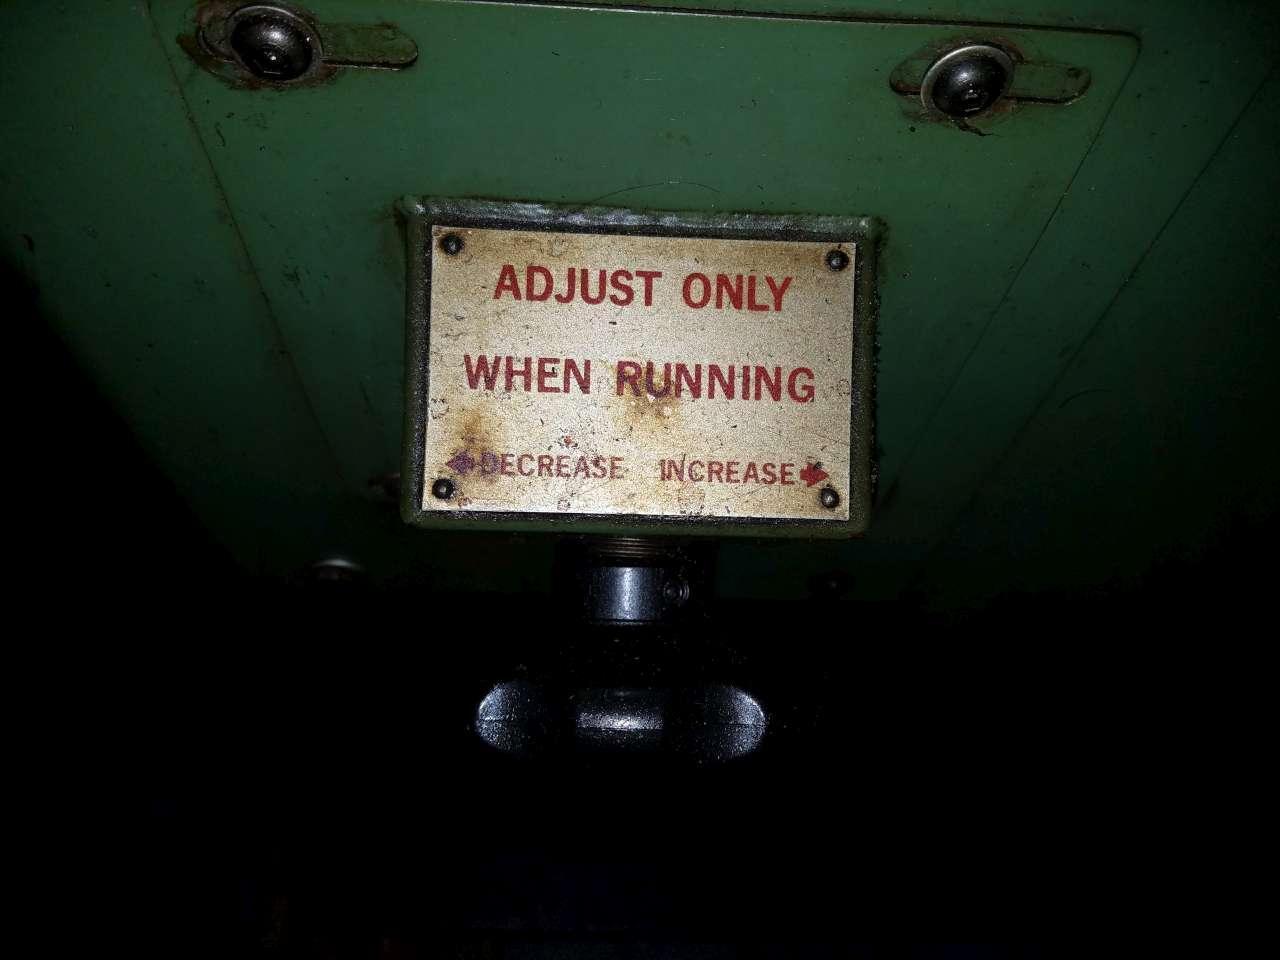 ADJUST ONLY
WHEN RUNNING
DECREASE INCREASE